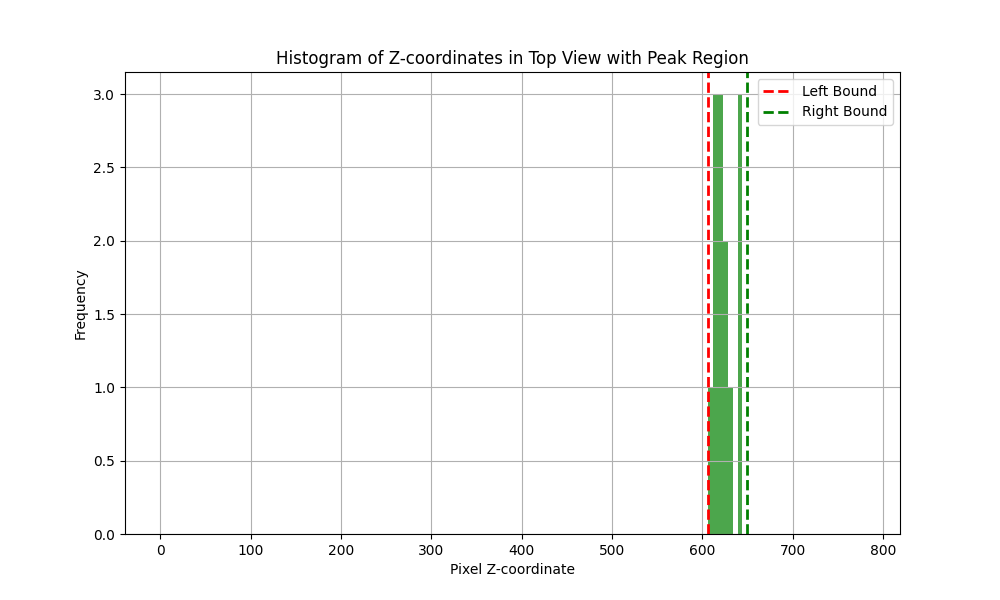 Histogram of Z-coordinates in Top View with Peak Region
Left Bound
Right Bound
3.0
2.5
2.0
1.5
1.0
0.5
0.0
Frequency
0 100 200 300 400 500 600 700 800
Pixel Z-coordinate